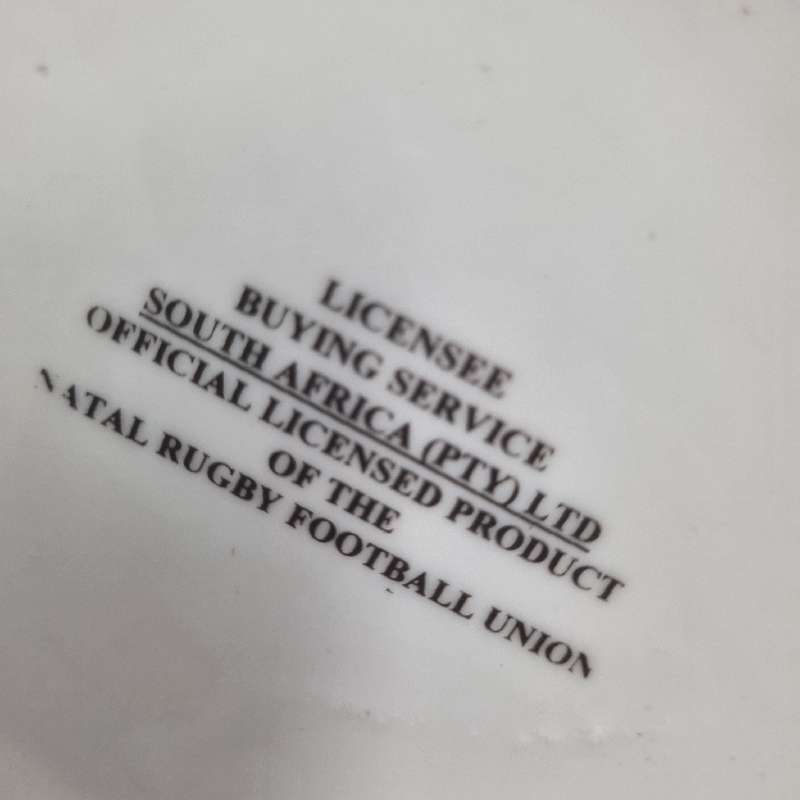 LICENSEE
BUYING SERVICE
SOUTH AFRICA (PTY) LTD
OFFICIAL LICENSED PRODUCT
OF THE
NATAL RUGBY FOOTBALL UNION